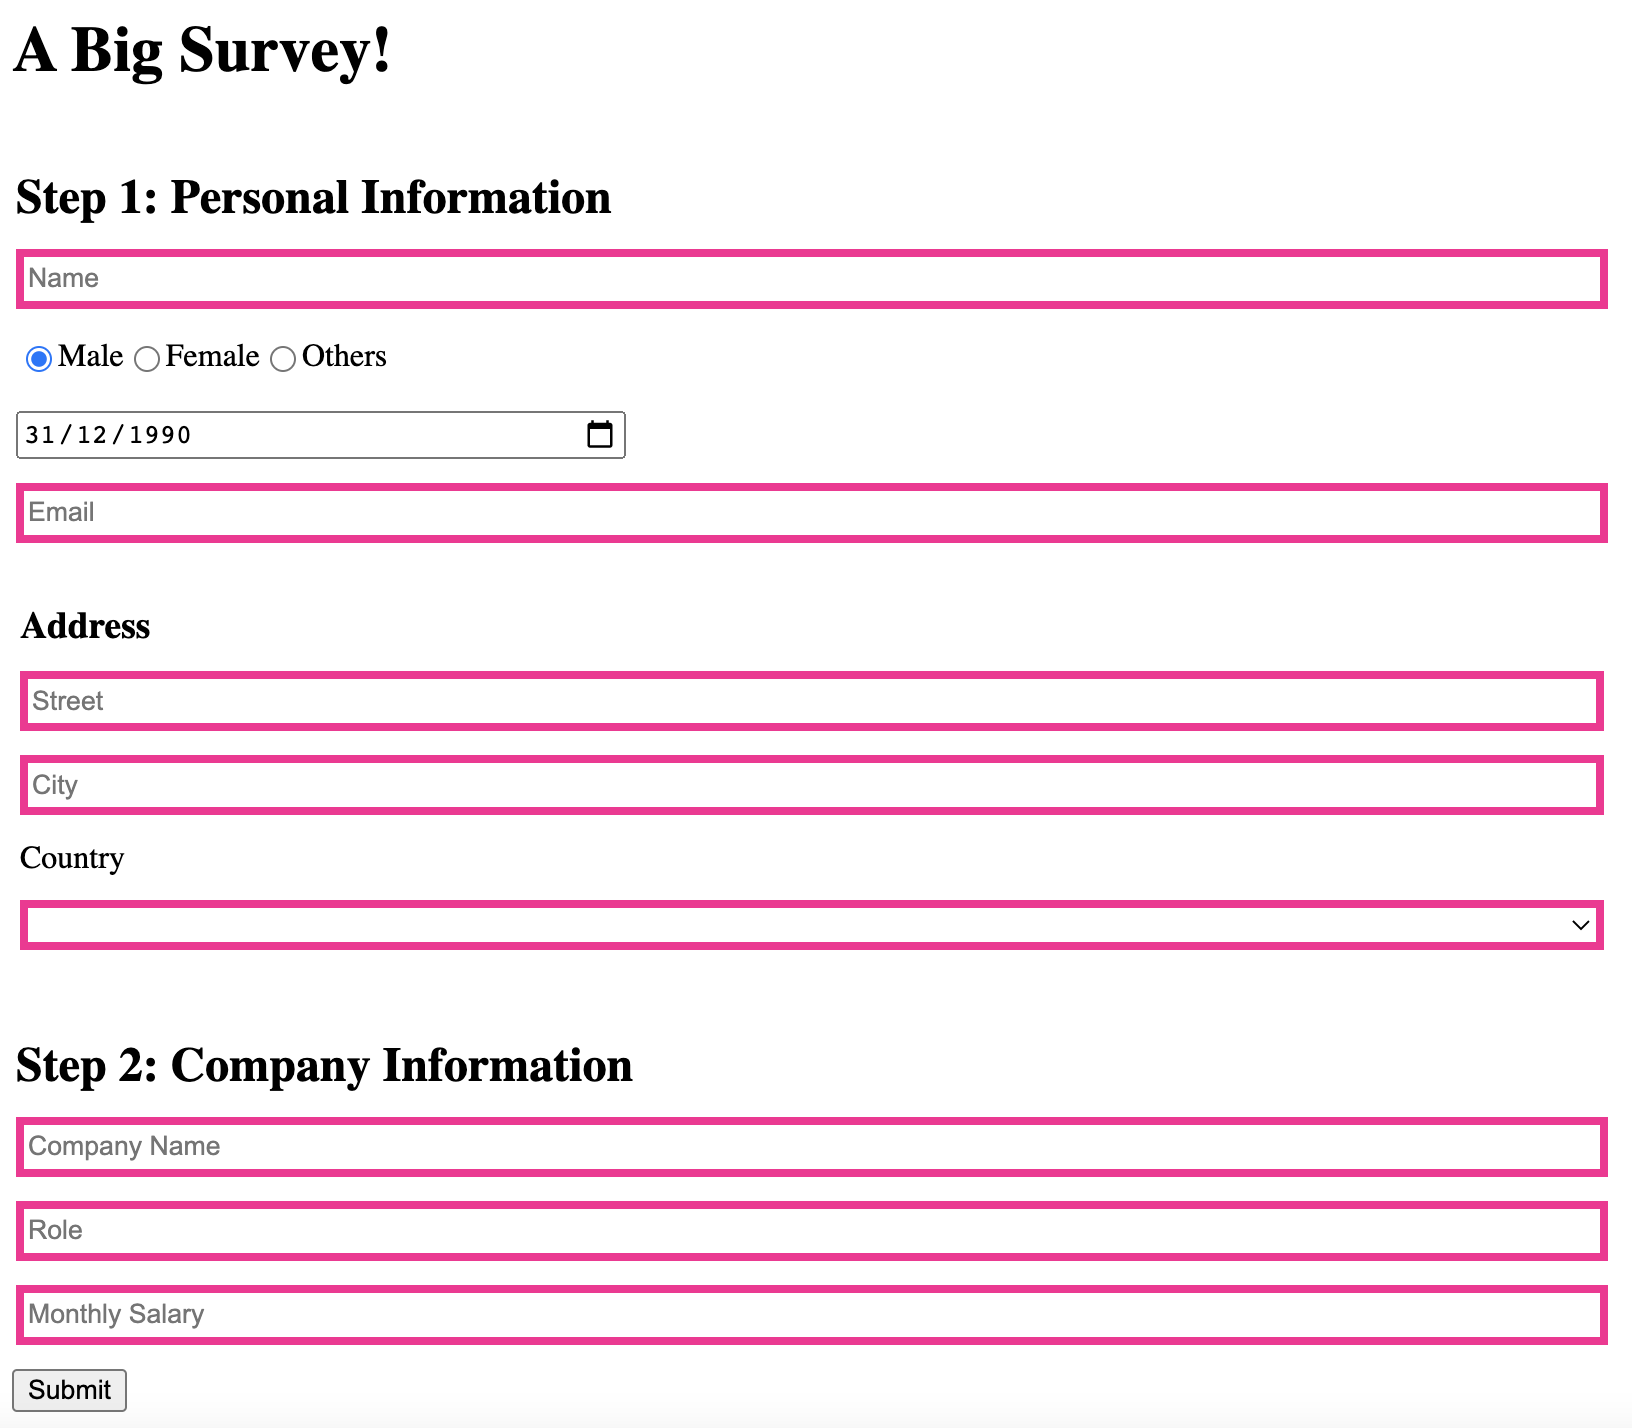 A Big Survey!
Step 1: Personal Information
Name
Male Female Others
31/12/1990
Email
Address
Street
City
Country
Step 2: Company Information
Company Name
Role
Monthly Salary
Submit